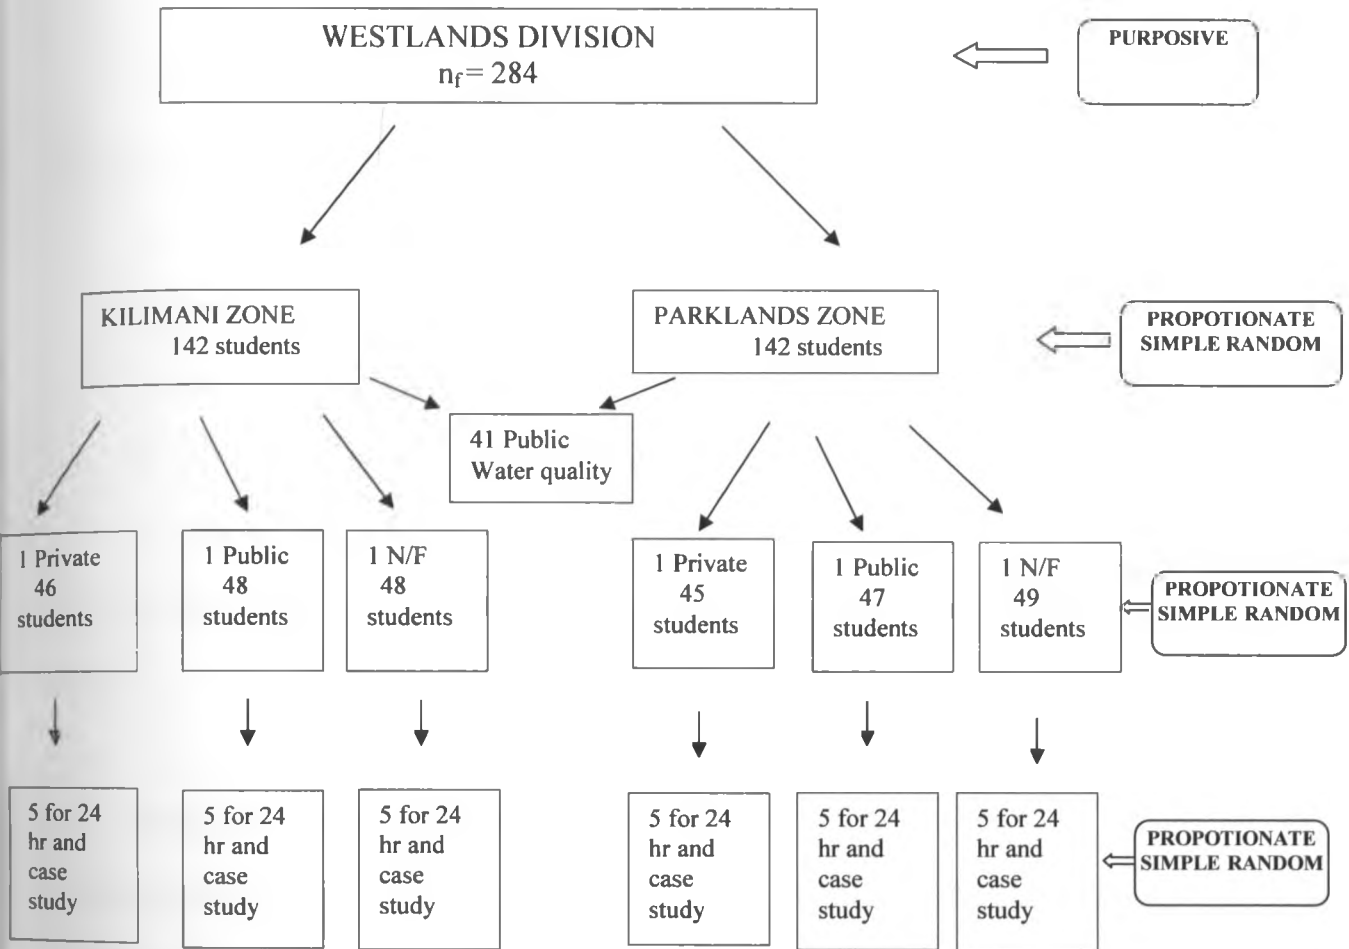 WESTLANDS DIVISION
nf= 284
PURPOSIVE
KILIMANI ZONE
142 students
PARKLANDS ZONE
142 students
PROPOTIONATE
SIMPLE RANDOM
41 Public
Water quality
1 Private
46
students
1 Public
48
students
1 N/F
48
students
1 Private
45
students
1 Public
47
students
1 N/F
49
students
PROPOTIONATE
SIMPLE RANDOM
5 for 24
hr and
case
study
5 for 24
hr and
case
study
5 for 24
hr and
case
study
5 for 24
hr and
case
study
5 for 24
hr and
case
study
5 for 24
hr and
case
study
PROPOTIONATE
SIMPLE RANDOM